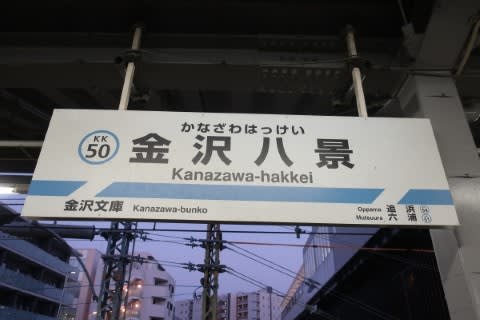 KK
50
かなざわはっけい
金沢八景
Kanazawa-hakkei
金沢文庫 Kanazawa-bunko
Oppama 追浜
Mutsuura 六浦